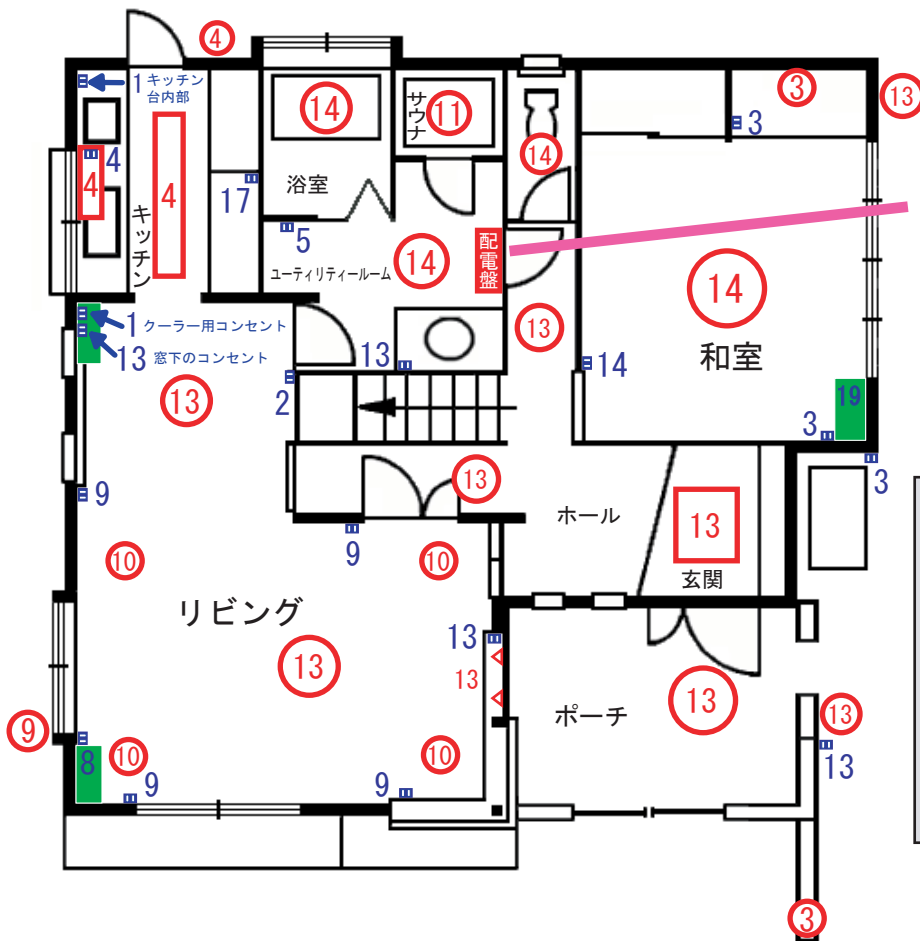 4
1 キッチン
台内部
14
サウナ
11
3
13
3
4
4
4
キッチン
17
浴室
14
5
ユーティリティールーム
14
配電盤
13
14
和室
1 クーラー用コンセント
13 窓下のコンセント
13
13
14
2
19
3
3
9
13
ホール
13
玄関
9
10
10
リビング
13
13
13
ポーチ
13
13
13
9
8
10
10
9
9
3